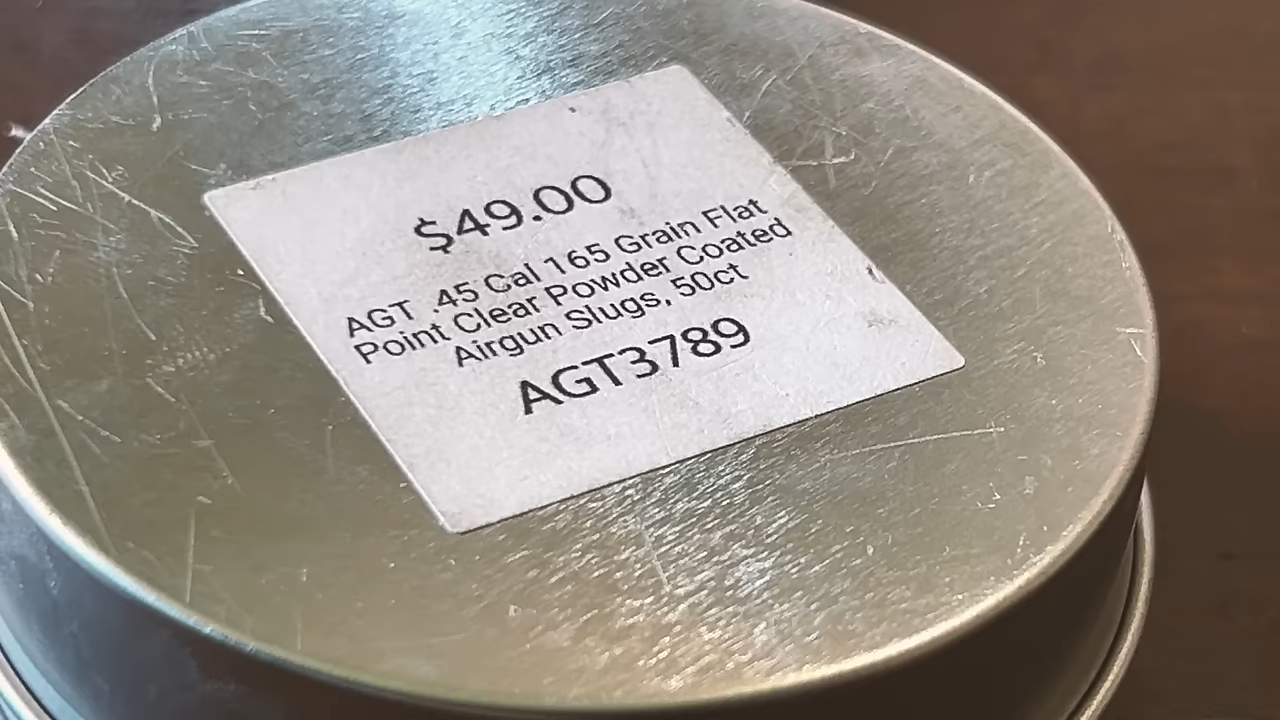 $49.00
AGT .45 Cal 165 Grain Flat
Point Clear Powder Coated
Airgun Slugs, 50ct
AGT3789